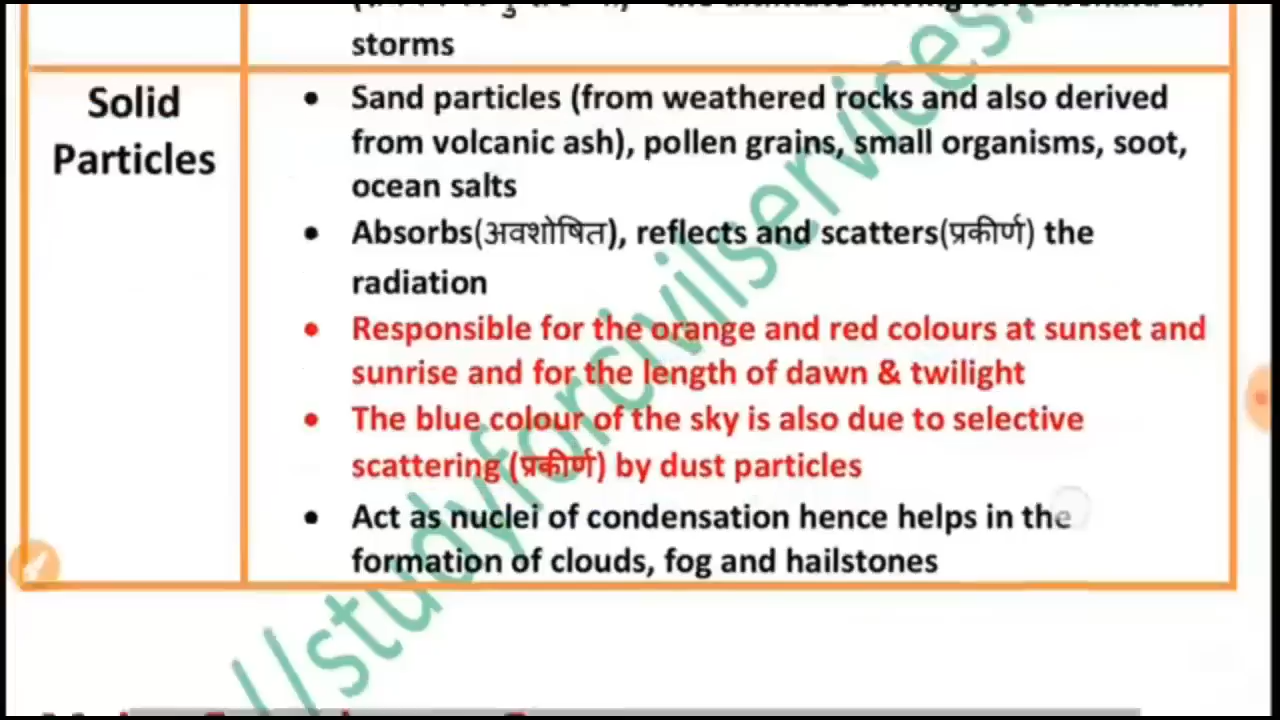 storms
Solid
Particles
• Sand particles (from weathered rocks and also derived
from volcanic ash), pollen grains, small organisms, soot,
ocean salts
• Absorbs(अवशोषित), reflects and scatters(प्रकीर्ण) the
radiation
• Responsible for the orange and red colours at sunset and
sunrise and for the length of dawn & twilight
• The blue colour of the sky is also due to selective
scattering (प्रकीर्ण) by dust particles
• Act as nuclei of condensation hence helps in the
formation of clouds, fog and hailstones
//studyforcivilservices.